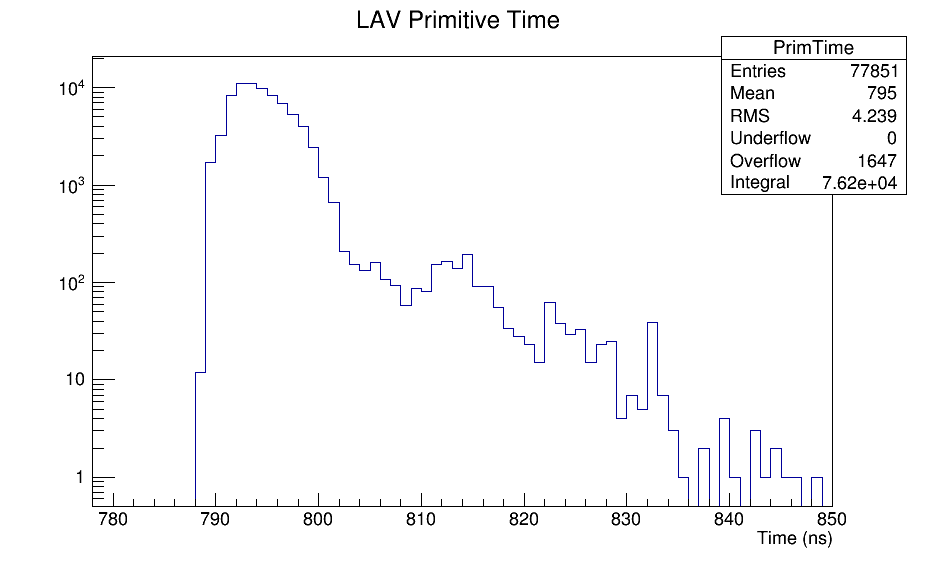 LAV Primitive Time
PrimTime
Entries 77851
Mean 795
RMS 4.239
Underflow 0
Overflow 1647
Integral 7.62e+04
10^4
10^3
10^2
10
1
780 790 800 810 820 830 840 850
Time (ns)